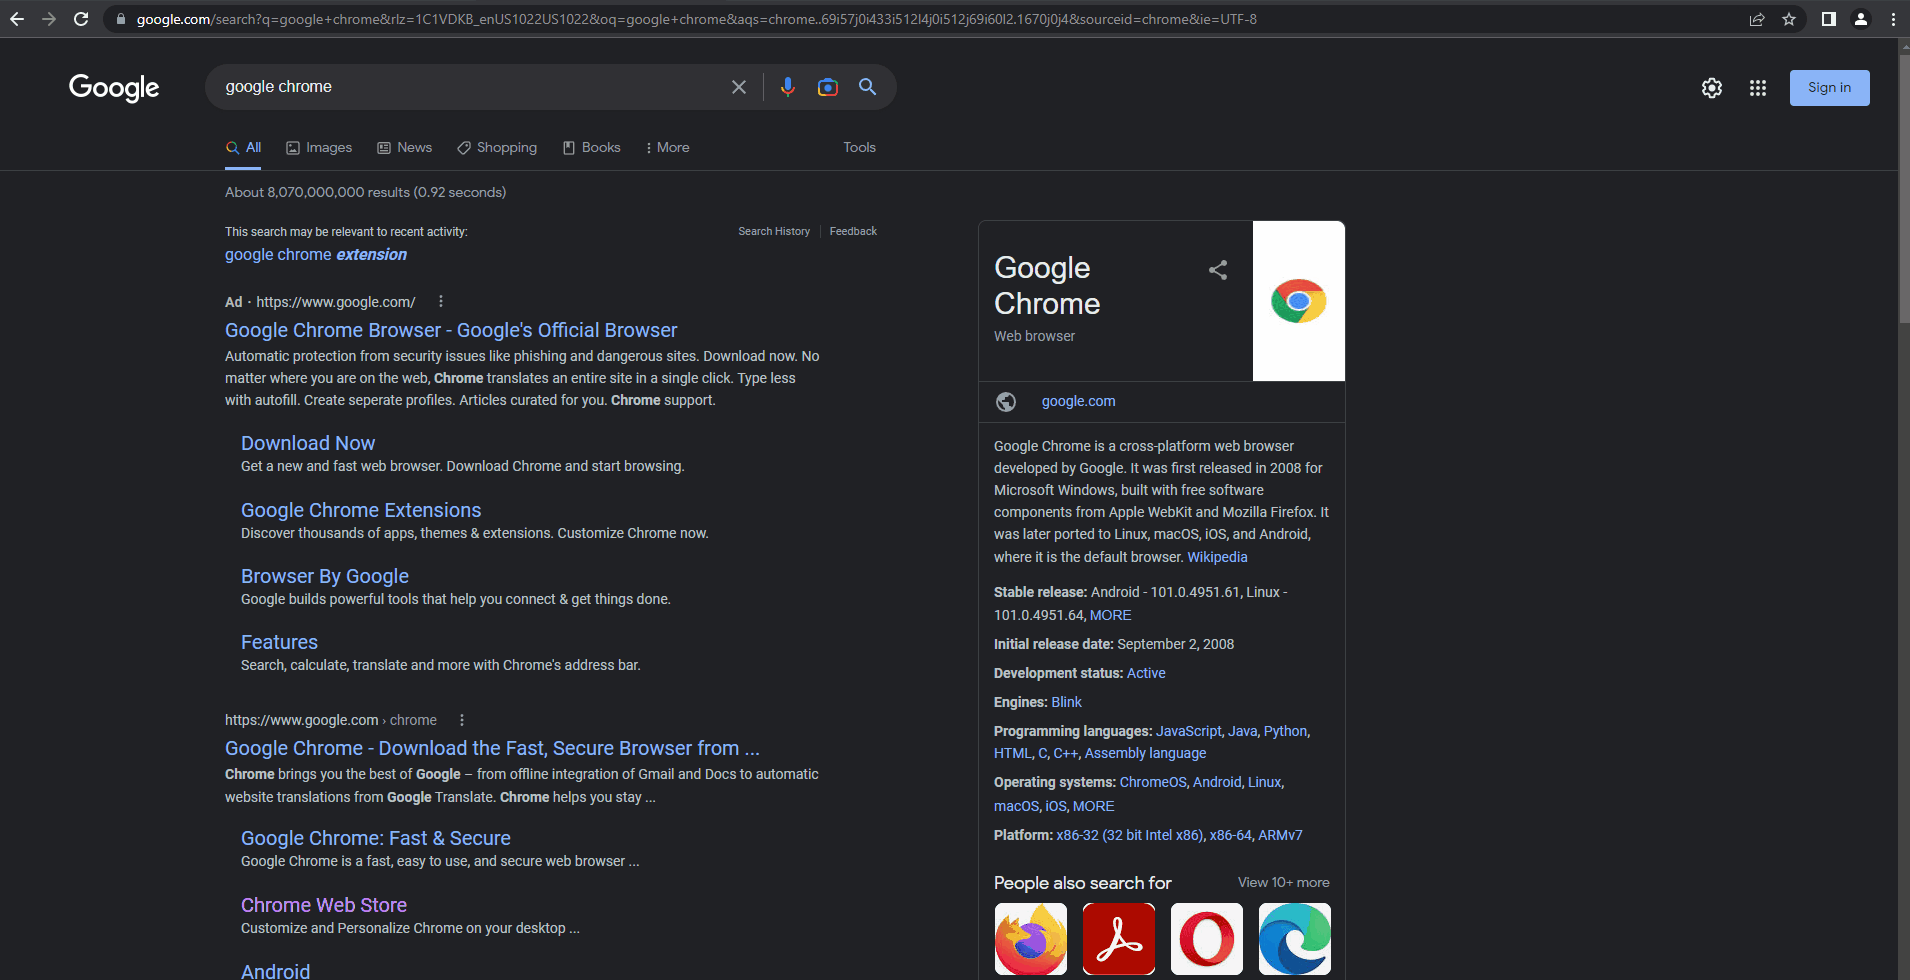 google.com/search?q=google+chrome&rlz=1C1VDKB_enUS1022US1022&oq=google+chrome&aqs=chrome..69i57j0i433i512l4j0i512j69i60l2.1670j0j4&sourceid=chrome&ie=UTF-8
Google
google chrome
Sign in
All
Images
News
Shopping
Books
More
Tools
About 8,070,000,000 results (0.92 seconds)
This search may be relevant to recent activity:
Search History
Feedback
google chrome extension
Ad · https://www.google.com/
Google Chrome Browser - Google's Official Browser
Automatic protection from security issues like phishing and dangerous sites. Download now. No
matter where you are on the web, Chrome translates an entire site in a single click. Type less
with autofill. Create seperate profiles. Articles curated for you. Chrome support.
Download Now
Get a new and fast web browser. Download Chrome and start browsing.
Google Chrome Extensions
Discover thousands of apps, themes & extensions. Customize Chrome now.
Browser By Google
Google builds powerful tools that help you connect & get things done.
Features
Search, calculate, translate and more with Chrome's address bar.
https://www.google.com › chrome
Google Chrome - Download the Fast, Secure Browser from ...
Chrome brings you the best of Google – from offline integration of Gmail and Docs to automatic
website translations from Google Translate. Chrome helps you stay ...
Google Chrome: Fast & Secure
Google Chrome is a fast, easy to use, and secure web browser ...
Chrome Web Store
Customize and Personalize Chrome on your desktop ...
Android
Google
Chrome
Web browser
google.com
Google Chrome is a cross-platform web browser
developed by Google. It was first released in 2008 for
Microsoft Windows, built with free software
components from Apple WebKit and Mozilla Firefox. It
was later ported to Linux, macOS, iOS, and Android,
where it is the default browser. Wikipedia
Stable release: Android - 101.0.4951.61, Linux -
101.0.4951.64, MORE
Initial release date: September 2, 2008
Development status: Active
Engines: Blink
Programming languages: JavaScript, Java, Python,
HTML, C, C++, Assembly language
Operating systems: ChromeOS, Android, Linux,
macOS, iOS, MORE
Platform: x86-32 (32 bit Intel x86), x86-64, ARMv7
People also search for
View 10+ more